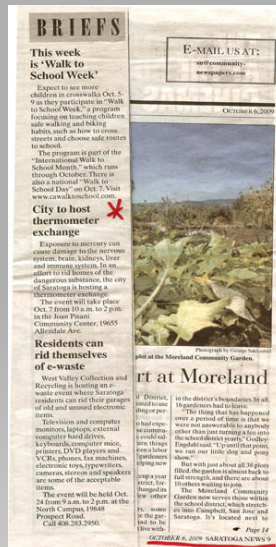 BRIEFS
This week
is 'Walk to
School Week'
Expect to see more
children in crosswalks Oct. 5-
9 as they participate in "Walk
to School Week," a program
focusing on teaching children
safe walking and biking
habits, such as how to cross
streets and choose safe routes
to school.
The program is part of the
"International Walk to
School Month," which runs
through October. There is
also a national "Walk to
School Day" on Oct. 7. Visit
www.cawalktoschool.com.
City to host
thermometer
exchange
Exposure to mercury can
cause damage to the nervous
system, brain, kidneys, liver
and immune system. In an
effort to rid homes of the
dangerous substance, the city
of Saratoga is hosting a
thermometer exchange.
The event will take place
Oct. 7 from 10 a.m. to 2 p.m.
in the Joan Pisani
Community Center, 19655
Allendale Ave.
Residents can
rid themselves
of e-waste
West Valley Collection and
Recycling is hosting an e-
waste event where Saratoga
residents can rid their garages
of old and unused electronic
items.
Television and computer
monitors, laptops, external
computer hard drives,
keyboards, computer mice,
printers, DVD players and
VCRs, phones, fax machines,
electronic toys, typewriters,
cameras, stereos and speakers
are some of the acceptable
items.
The event will be held Oct.
24 from 9 a.m. to 2 p.m. at the
North Campus, 19848
Prospect Road.
Call 408.283.2950.
E-MAIL US AT:
sn@community-
newspapers.com
OCTOBER 6, 2009
Photograph by George
plot at the Moreland Community Garden.
rt at Moreland
in the district's boundaries. In all,
16 gardeners had to leave.
"The thing that has happened
over a period of time is that we
were not answerable to anybody
other than just turning a fee into
the school district yearly," Godfrey
Engdahl said. "Up until that point,
we ran our little dog and pony
show."
But with just about all 38 plots
filled, the garden is almost back to
full strength, and there are about
10 others waiting to join.
The Moreland Community
Garden now serves those within
the water district, which stretch-
es into Campbell, San Jose and
Saratoga. It's located next to
Page 14
OCTOBER 6, 2009 SARATOGA NEWS 9